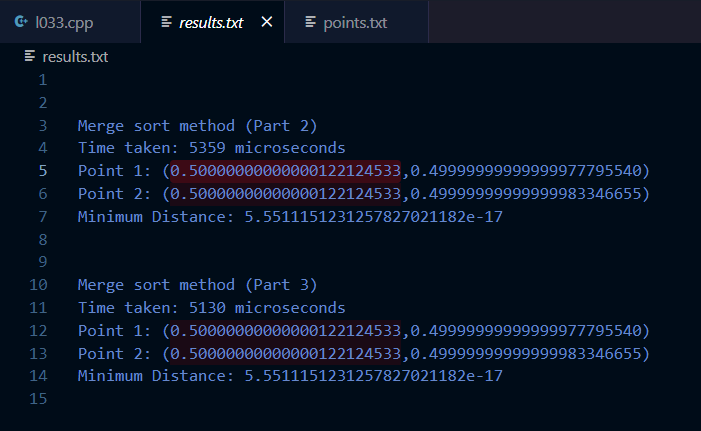 l033.cpp results.txt × points.txt
results.txt
1
2
3 Merge sort method (Part 2)
4 Time taken: 5359 microseconds
5 Point 1: (0.50000000000000122124533,0.49999999999999977795540)
6 Point 2: (0.50000000000000122124533,0.49999999999999983346655)
7 Minimum Distance: 5.5511151231257827021182e-17
8
9
10 Merge sort method (Part 3)
11 Time taken: 5130 microseconds
12 Point 1: (0.50000000000000122124533,0.49999999999999977795540)
13 Point 2: (0.50000000000000122124533,0.49999999999999983346655)
14 Minimum Distance: 5.5511151231257827021182e-17
15